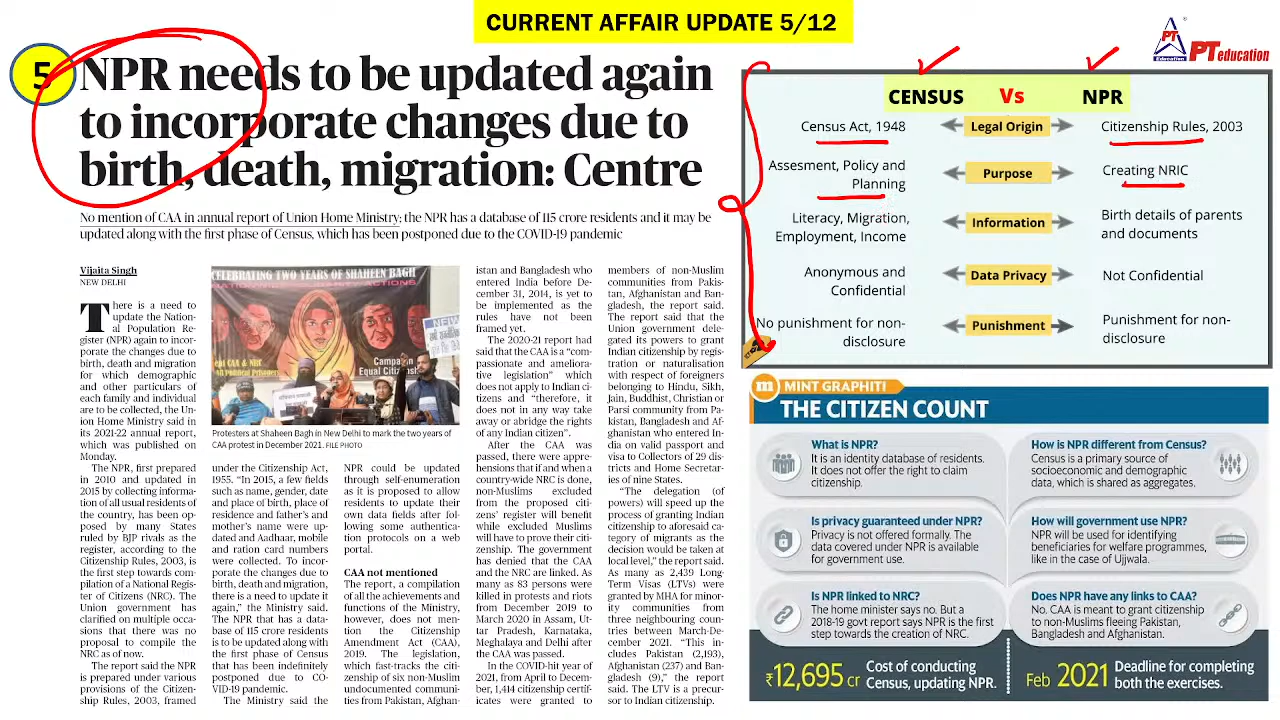 CURRENT AFFAIR UPDATE 5/12
PT
Education
PT education
5
NPR needs to be updated again
to incorporate changes due to
birth, death, migration: Centre
No mention of CAA in annual report of Union Home Ministry; the NPR has a database of 115 crore residents and it may be
updated along with the first phase of Census, which has been postponed due to the COVID-19 pandemic
Vijaita Singh
NEW DELHI
There is a need to
update the Nation-
al Population Re-
gister (NPR) again to incor-
porate the changes due to
birth, death and migration
for which demographic
and other particulars of
each family and individual
are to be collected, the Un-
ion Home Ministry said in
its 2021-22 annual report,
which was published on
Monday.
The NPR, first prepared
in 2010 and updated in
2015 by collecting informa-
tion of all usual residents of
the country, has been op-
posed by many States
ruled by BJP rivals as the
register, according to the
Citizenship Rules, 2003, is
the first step towards com-
pilation of a National Regis-
ter of Citizens (NRC). The
Union government has
clarified on multiple occa-
sions that there was no
proposal to compile the
NRC as of now.
The report said the NPR
is prepared under various
provisions of the Citizen-
ship Rules, 2003, framed
CELEBRATING TWO YEARS OF SHAHEEN BAGH
Campa
Equal Citize
Protesters at Shaheen Bagh in New Delhi to mark the two years of
CAA protest in December 2021. FILE PHOTO
under the Citizenship Act,
1955. "In 2015, a few fields
such as name, gender, date
and place of birth, place of
residence and father's and
mother's name were up-
dated and Aadhaar, mobile
and ration card numbers
were collected. To incor-
porate the changes due to
birth, death and migration,
there is a need to update it
again," the Ministry said.
The NPR that has a data-
base of 115 crore residents
is to be updated along with
the first phase of Census
that has been indefinitely
postponed due to CO-
VID-19 pandemic.
The Ministry said the
NPR could be updated
through self-enumeration
as it is proposed to allow
residents to update their
own data fields after fol-
lowing some authentica-
tion protocols on a web
portal.
CAA not mentioned
The report, a compilation
of all the achievements and
functions of the Ministry,
however, does not men-
tion the Citizenship
Amendment Act (CAA),
2019. The legislation,
which fast-tracks the citi-
zenship of six non-Muslim
undocumented communi-
ties from Pakistan, Afghan-
istan and Bangladesh who
entered India before De-
cember 31, 2014, is yet to
be implemented as the
rules have not been
framed yet.
The 2020-21 report had
said that the CAA is a "com-
passionate and ameliora-
tive legislation" which
does not apply to Indian ci-
tizens and "therefore, it
does not in any way take
away or abridge the rights
of any Indian citizen".
After the CAA was
passed, there were appre-
hensions that if and when a
country-wide NRC is done,
non-Muslims excluded
from the proposed citi-
zens' register will benefit
while excluded Muslims
will have to prove their citi-
zenship. The government
has denied that the CAA
and the NRC are linked. As
many as 83 persons were
killed in protests and riots
from December 2019 to
March 2020 in Assam, Ut-
tar Pradesh, Karnataka,
Meghalaya and Delhi after
the CAA was passed.
In the COVID-hit year of
2021, from April to Decem-
ber, 1,414 citizenship certif-
icates were granted to
members of non-Muslim
communities from Pakis-
tan, Afghanistan and Ban-
gladesh, the report said.
The report said that the
Union government dele-
gated its powers to grant
Indian citizenship by regis-
tration or naturalisation
with respect of foreigners
belonging to Hindu, Sikh,
Jain, Buddhist, Christian or
Parsi community from Pa-
kistan, Bangladesh and Af-
ghanistan who entered In-
dia on valid passport and
visa to Collectors of 29 dis-
tricts and Home Secretar-
ies of nine States.
"The delegation (of
powers) will speed up the
process of granting Indian
citizenship to aforesaid ca-
tegory of migrants as the
decision would be taken at
local level," the report said.
As many as 2,439 Long-
Term Visas (LTVs) were
granted by MHA for minor-
ity communities from
three neighbouring coun-
tries between March-De-
cember 2021. "This in-
cludes Pakistan (2,193),
Afghanistan (237) and Ban-
gladesh (9)," the report
said. The LTV is a precur-
sor to Indian citizenship.
CENSUS Vs NPR
Census Act, 1948 Legal Origin Citizenship Rules, 2003
Assesment, Policy and
Planning Purpose Creating NRIC
Literacy, Migration,
Employment, Income Information Birth details of parents
and documents
Anonymous and
Confidential Data Privacy Not Confidential
No punishment for non-
disclosure Punishment Punishment for non-
disclosure
m MINT GRAPHITI
THE CITIZEN COUNT
What is NPR?
It is an identity database of residents.
It does not offer the right to claim
citizenship.
How is NPR different from Census?
Census is a primary source of
socioeconomic and demographic
data, which is shared as aggregates.
Is privacy guaranteed under NPR?
Privacy is not offered formally. The
data covered under NPR is available
for government use.
How will government use NPR?
NPR will be used for identifying
beneficiaries for welfare programmes,
like in the case of Ujjwala.
Is NPR linked to NRC?
The home minister says no. But a
2018-19 govt report says NPR is the first
step towards the creation of NRC.
Does NPR have any links to CAA?
No. CAA is meant to grant citizenship
to non-Muslims fleeing Pakistan,
Bangladesh and Afghanistan.
₹12,695 cr Cost of conducting
Census, updating NPR.
Feb 2021 Deadline for completing
both the exercises.